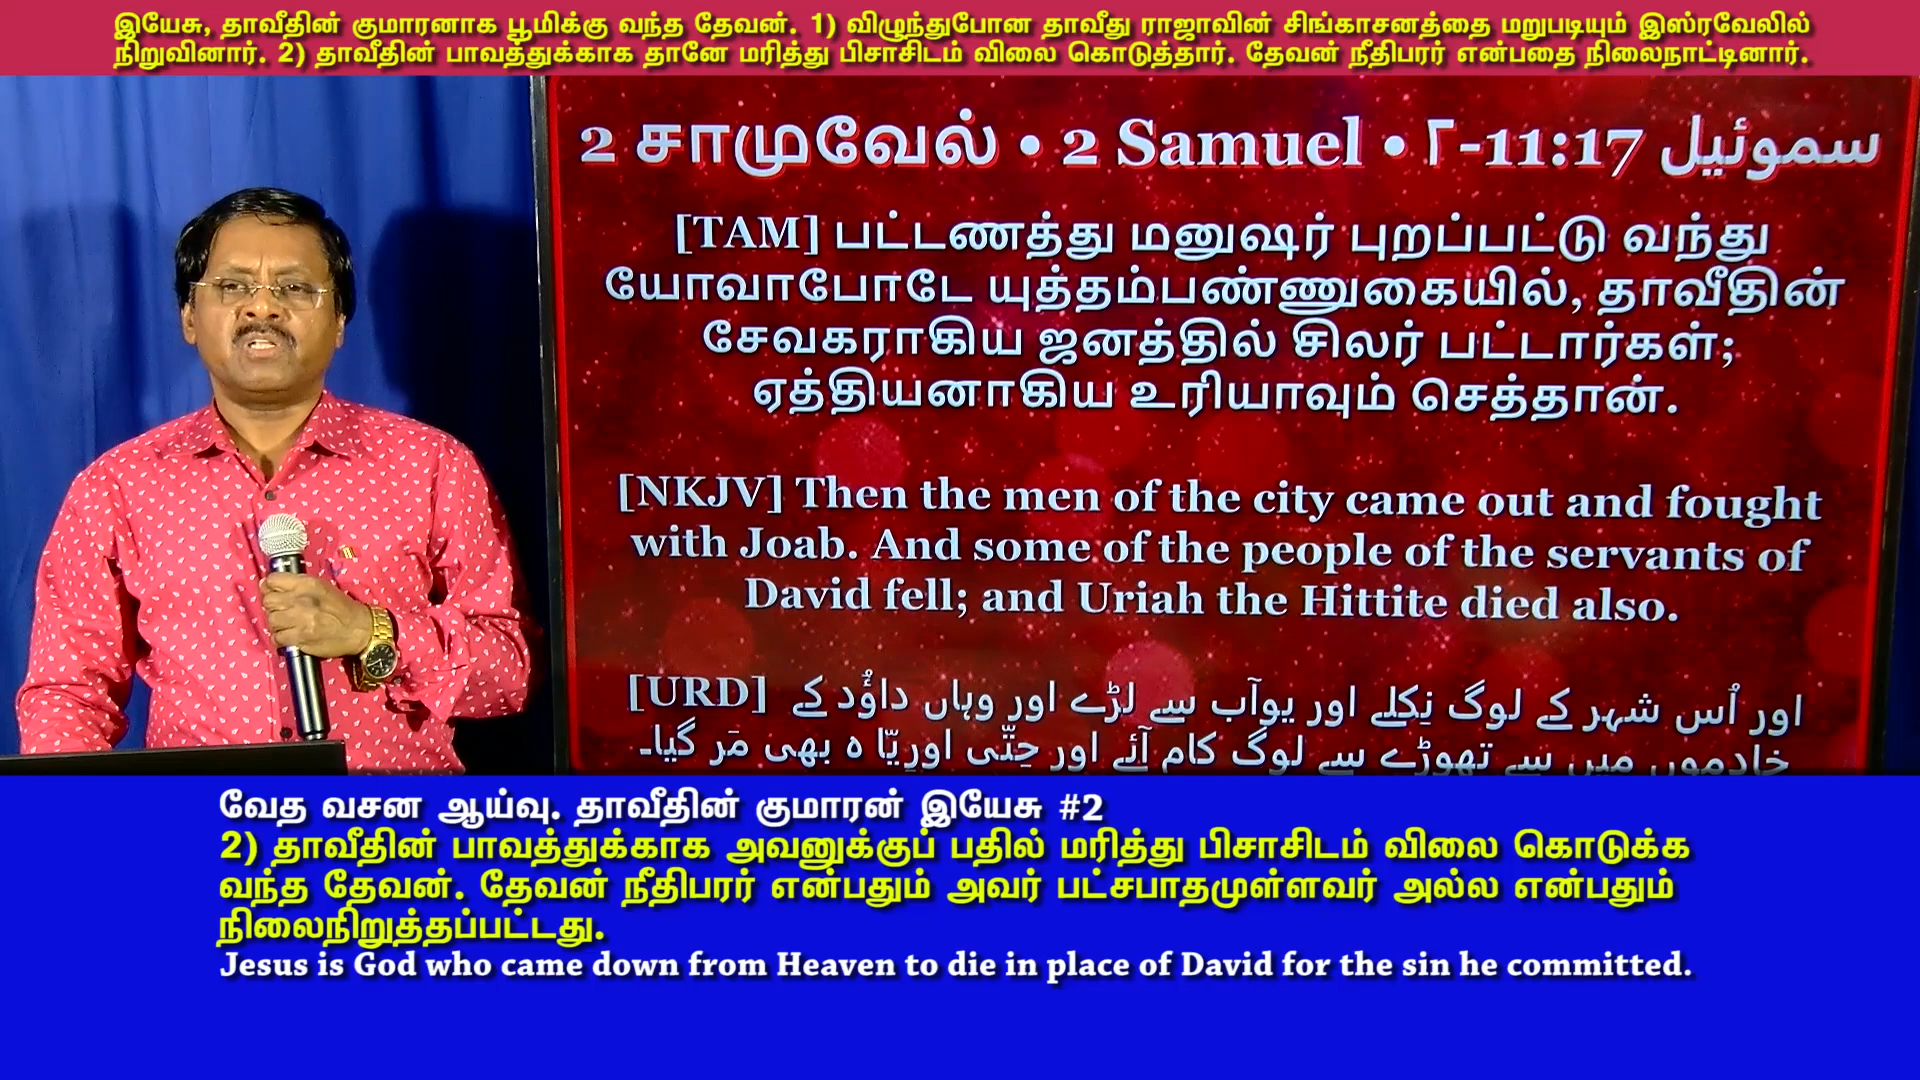 இயேசு, தாவீதின் குமாரனாக பூமிக்கு வந்த தேவன். 1) விழுந்துபோன தாவீது ராஜாவின் சிங்காசனத்தை மறுபடியும் இஸ்ரவேலில்
நிறுவினார். 2) தாவீதின் பாவத்துக்காக தானே மரித்து பிசாசிடம் விலை கொடுத்தார். தேவன் நீதிபரர் என்பதை நிலைநாட்டினார்.
2 சாமுவேல் • 2 Samuel • ۲-11:17 سموئیل
[TAM] பட்டணத்து மனுஷர் புறப்பட்டு வந்து
யோவாபோடே யுத்தம்பண்ணுகையில், தாவீதின்
சேவகராகிய ஜனத்தில் சிலர் பட்டார்கள்;
ஏத்தியனாகிய உரியாவும் செத்தான்.
[NKJV] Then the men of the city came out and fought
with Joab. And some of the people of the servants of
David fell; and Uriah the Hittite died also.
[URD] اور اُس شہر کے لوگ نِکلے اور یوآب سے لڑے اور وہاں داؤُد کے
خادِموں میں سے تھوڑے سے لوگ کام آئے اور حِتّی اورِیّا ہ بھی مَر گیا۔
வேத வசன ஆய்வு. தாவீதின் குமாரன் இயேசு #2
2) தாவீதின் பாவத்துக்காக அவனுக்குப் பதில் மரித்து பிசாசிடம் விலை கொடுக்க
வந்த தேவன். தேவன் நீதிபரர் என்பதும் அவர் பட்சபாதமுள்ளவர் அல்ல என்பதும்
நிலைநிறுத்தப்பட்டது.
Jesus is God who came down from Heaven to die in place of David for the sin he committed.